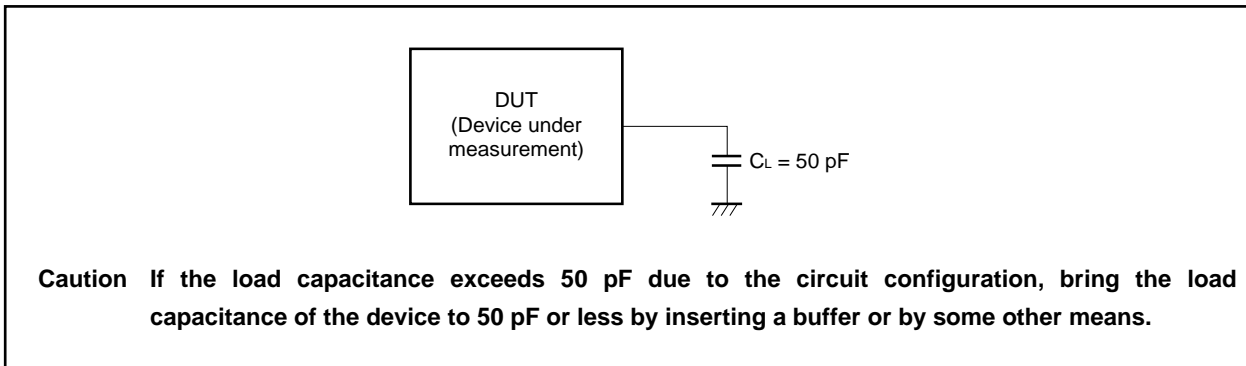 DUT
(Device under
measurement)
CL = 50 pF
Caution If the load capacitance exceeds 50 pF due to the circuit configuration, bring the load
capacitance of the device to 50 pF or less by inserting a buffer or by some other means.